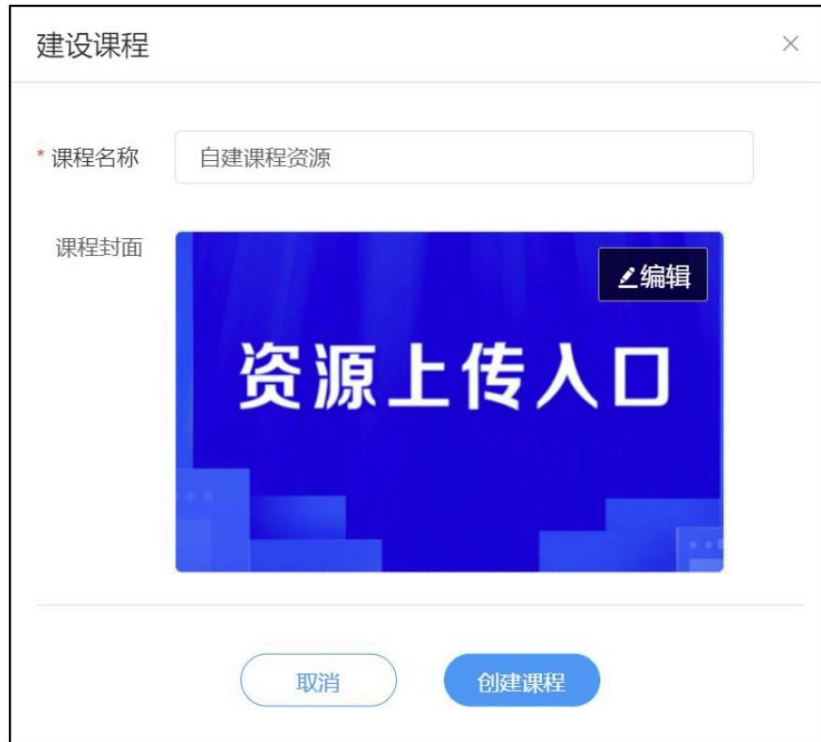 建设课程
* 课程名称 自建课程资源
课程封面
编辑
资源上传入口
取消 创建课程